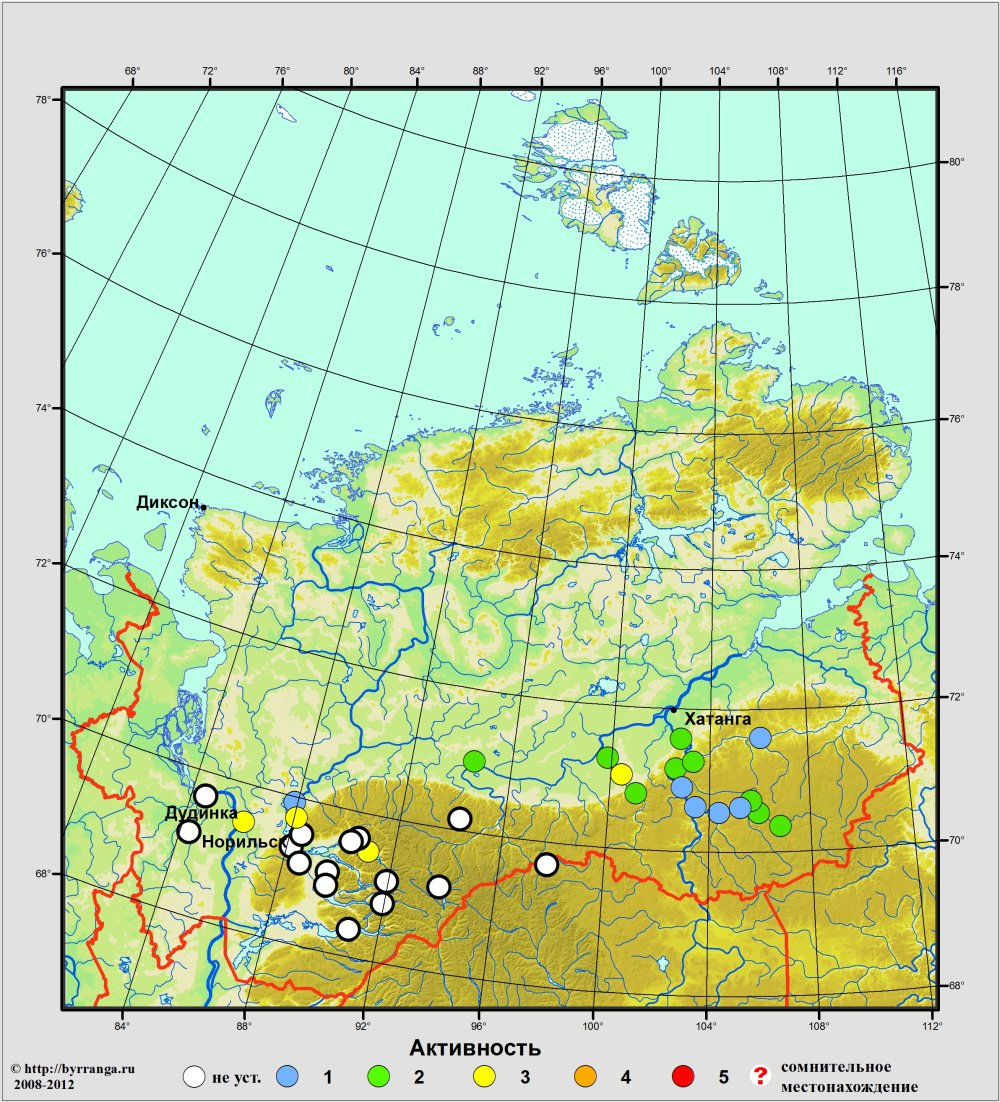 68° 72° 76° 80° 84° 88° 92° 96° 100° 104° 108° 112° 116°
78°
80°
76°
78°
74°
76°
Диксон
72°
74°
72°
70°
Хатанга
Дудинка
Норильск
70°
68°
68°
84° 88° 92° 96° 100° 104° 108° 112°
Активность
© http://byrranga.ru
2008-2012
не уст. 1 2 3 4 5 ? сомнительное
местонахождение